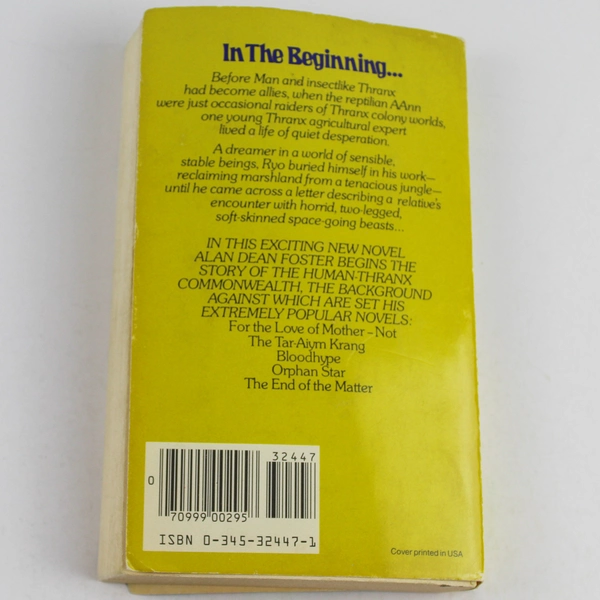 In The Beginning...
Before Man and insectlike Thranx
had become allies, when the reptilian AAnn
were just occasional raiders of Thranx colony worlds,
one young Thranx agricultural expert
lived a life of quiet desperation.
A dreamer in a world of sensible,
stable beings, Ryo buried himself in his work—
reclaiming marshland from a tenacious jungle—
until he came across a letter describing a relative's
encounter with horrid, two-legged,
soft-skinned space-going beasts...
IN THIS EXCITING NEW NOVEL
ALAN DEAN FOSTER BEGINS THE
STORY OF THE HUMAN-THRANX
COMMONWEALTH, THE BACKGROUND
AGAINST WHICH ARE SET HIS
EXTREMELY POPULAR NOVELS:
For the Love of Mother-Not
The Tar-Aiym Krang
Bloodhype
Orphan Star
The End of the Matter
32447
0
70999 00295
ISBN 0-345-32447-1
Cover printed in USA